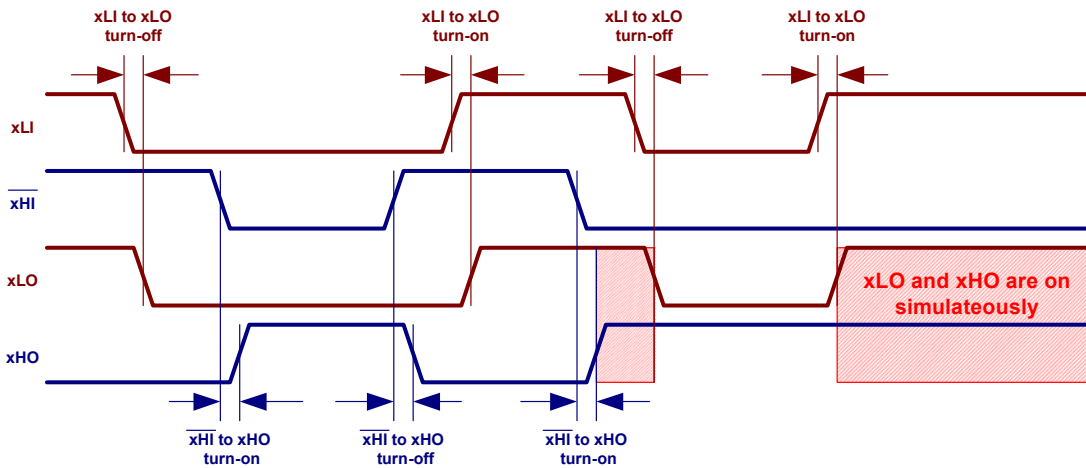 xLI to xLO
turn-off
xLI to xLO
turn-on
xLI to xLO
turn-off
xLI to xLO
turn-on
xLI
xHI
xLO
xLO and xHO are on
simulateously
xHO
xHI to xHO
turn-on
xHI to xHO
turn-off
xHI to xHO
turn-on